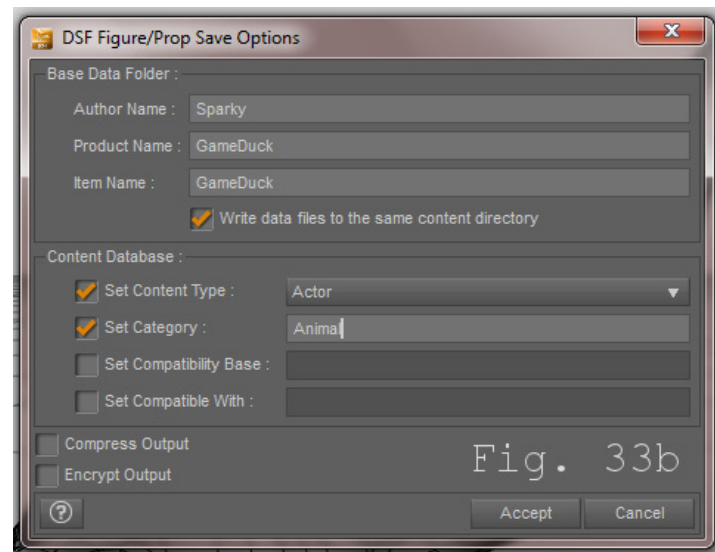 DSF Figure/Prop Save Options
Base Data Folder :
Author Name : Sparky
Product Name : GameDuck
Item Name : GameDuck
Write data files to the same content directory
Content Database :
Set Content Type : Actor
Set Category : Animal
Set Compatibility Base :
Set Compatible With :
Compress Output
Encrypt Output
Fig. 33b
? Accept Cancel